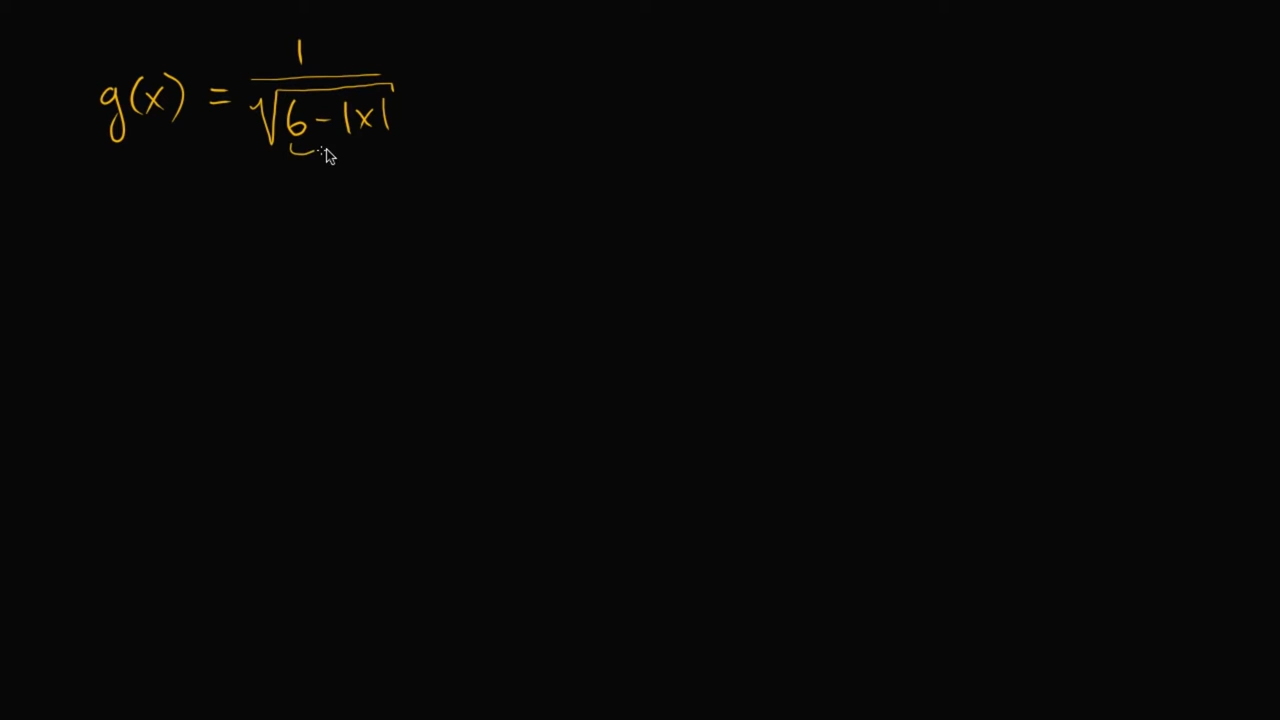 g(x) = 1/√(6-|x|)